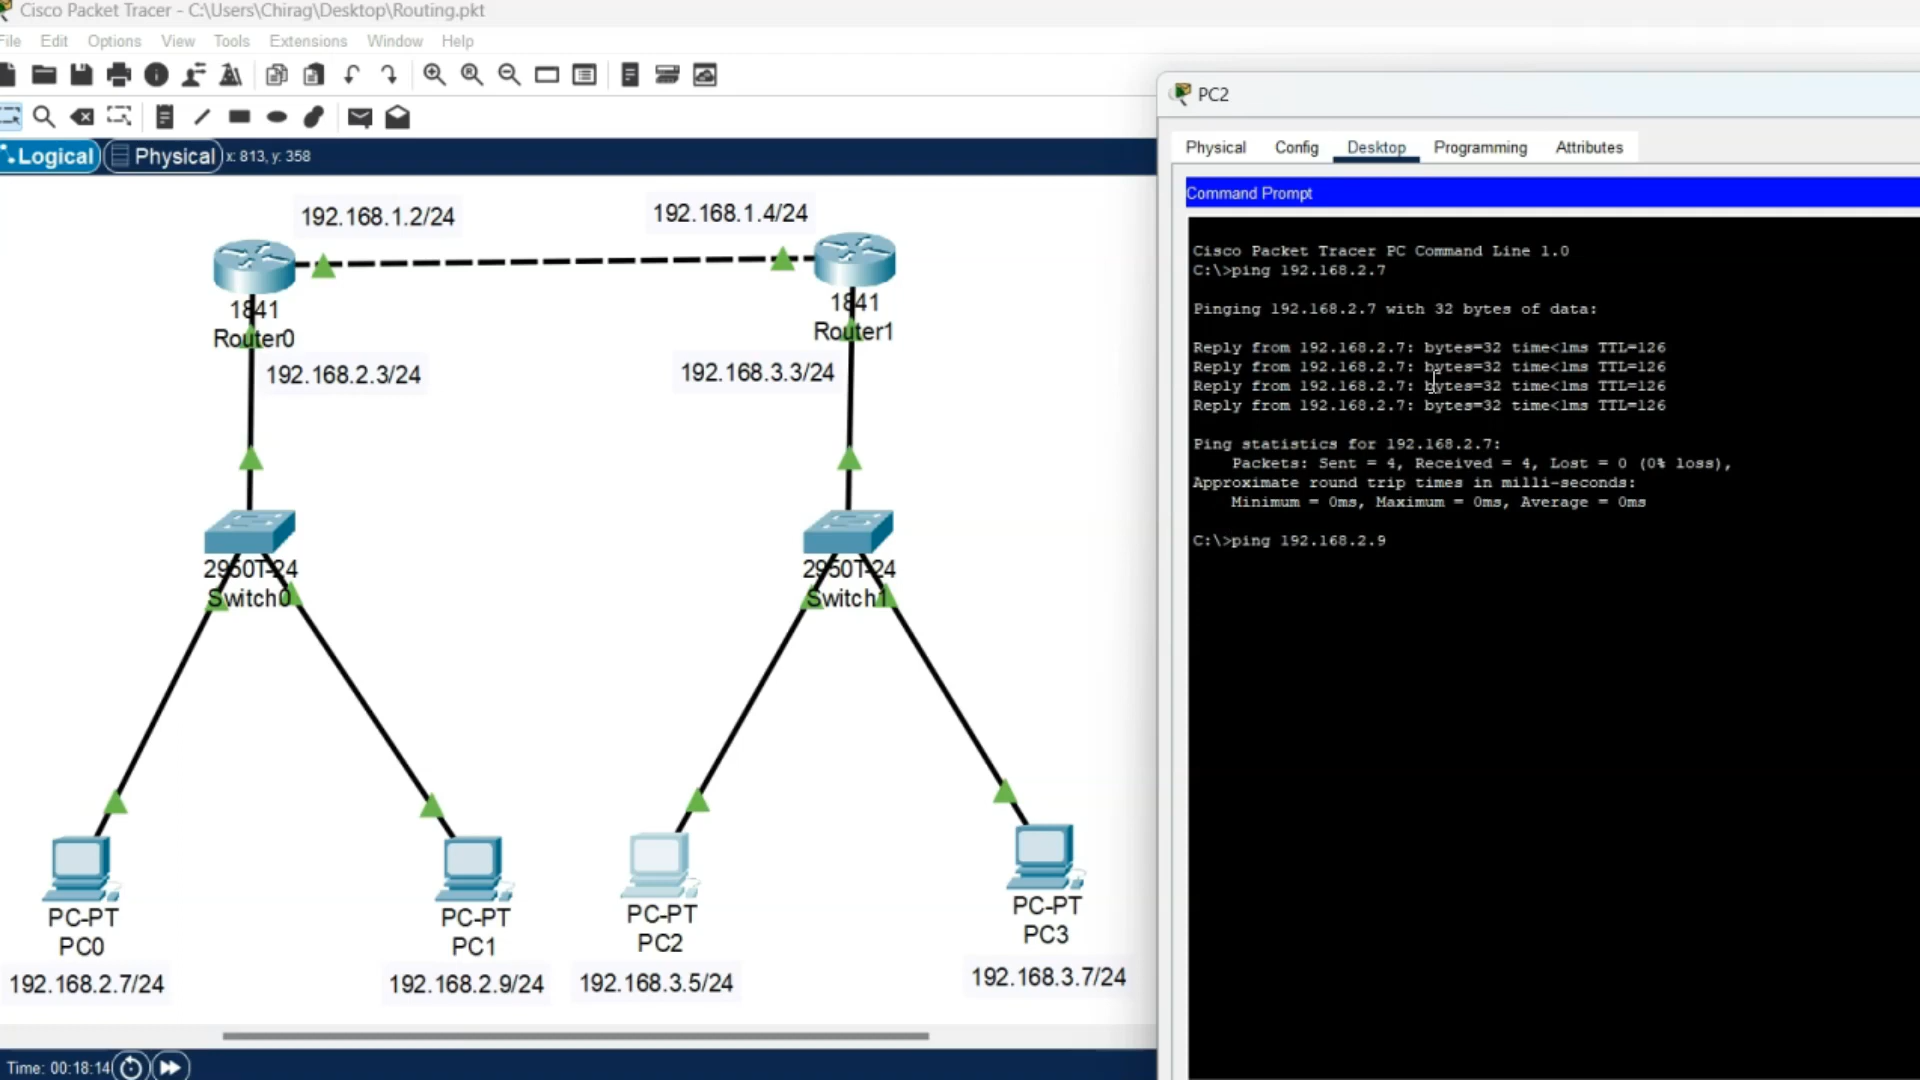 Cisco Packet Tracer - C:\Users\Chirag\Desktop\Routing.pkt
File Edit Options View Tools Extensions Window Help
Logical Physical x: 813, y: 358
192.168.1.2/24
192.168.1.4/24
1841
Router0
1841
Router1
192.168.2.3/24
192.168.3.3/24
2950T-24
Switch0
2950T-24
Switch1
PC-PT
PC0
192.168.2.7/24
PC-PT
PC1
192.168.2.9/24
PC-PT
PC2
192.168.3.5/24
PC-PT
PC3
192.168.3.7/24
Time: 00:18:14
PC2
Physical Config Desktop Programming Attributes
Command Prompt
Cisco Packet Tracer PC Command Line 1.0
C:\>ping 192.168.2.7
Pinging 192.168.2.7 with 32 bytes of data:
Reply from 192.168.2.7: bytes=32 time<1ms TTL=126
Reply from 192.168.2.7: bytes=32 time<1ms TTL=126
Reply from 192.168.2.7: bytes=32 time<1ms TTL=126
Reply from 192.168.2.7: bytes=32 time<1ms TTL=126
Ping statistics for 192.168.2.7:
Packets: Sent = 4, Received = 4, Lost = 0 (0% loss),
Approximate round trip times in milli-seconds:
Minimum = 0ms, Maximum = 0ms, Average = 0ms
C:\>ping 192.168.2.9